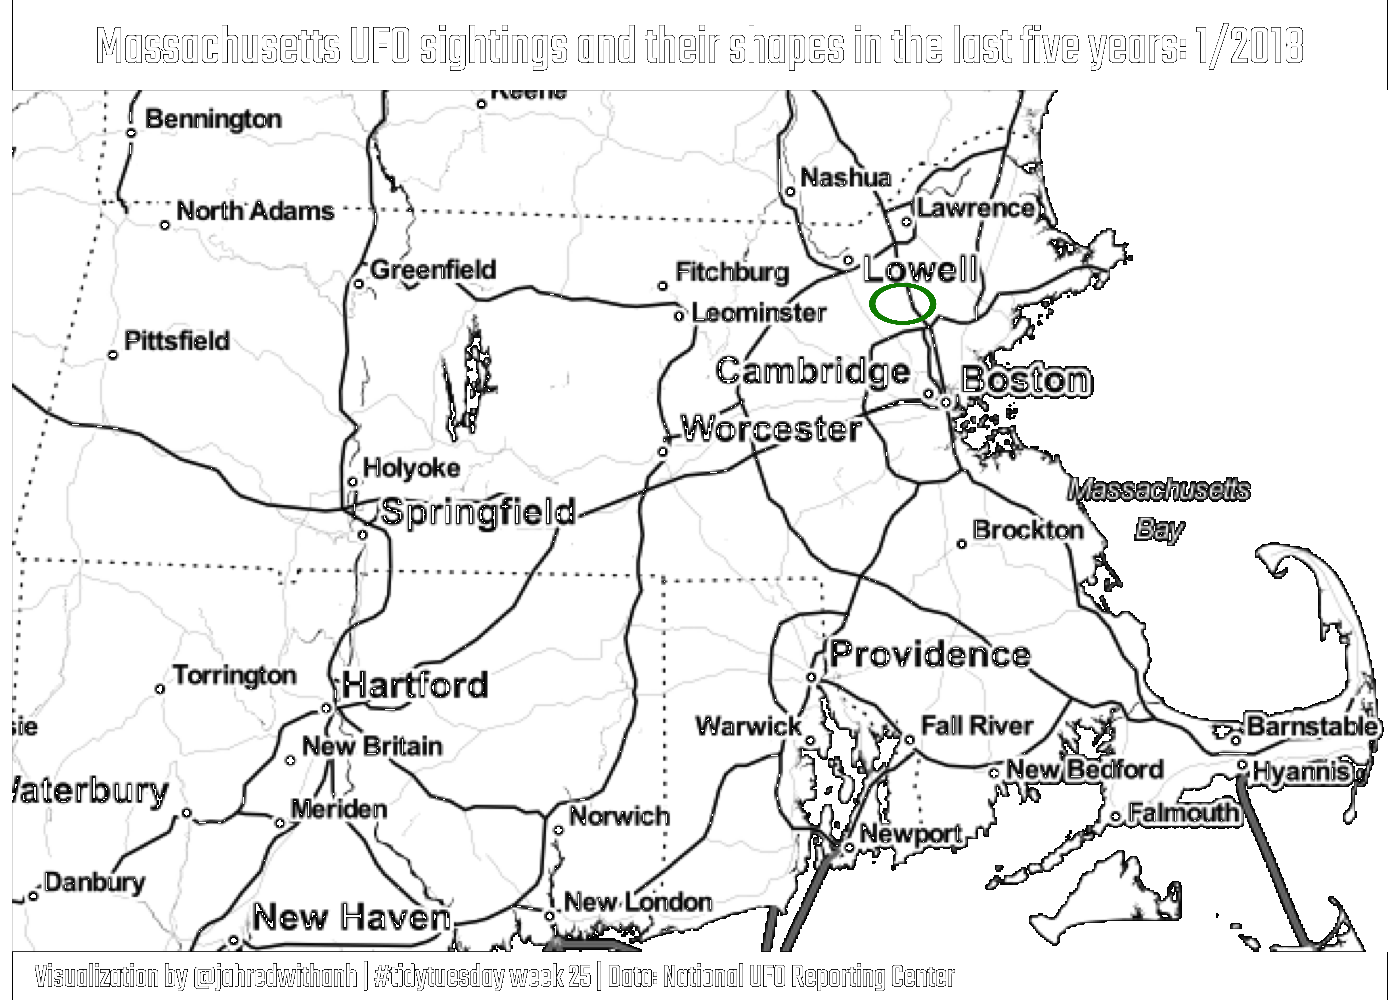 Massachusetts UFO sightings and their shapes in the last five years: 1/2013
Keene
Bennington
Nashua
North Adams
Lawrence
Greenfield
Fitchburg
Lowell
Leominster
Pittsfield
Cambridge
Boston
Worcester
Holyoke
Massachusetts
Bay
Springfield
Brockton
Providence
Torrington
Hartford
sie
Warwick
Fall River
Barnstable
New Britain
New Bedford
Hyannis
Vaterbury
Meriden
Norwich
Falmouth
Newport
Danbury
New London
New Haven
Visualization by @jahredwithanh | #tidytuesday week 25 | Data: National UFO Reporting Center